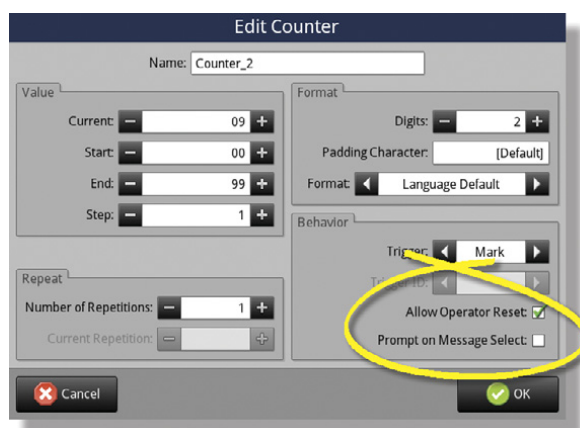 Edit Counter
Name: Counter_2
Value
Current: 09
Start: 00
End: 99
Step: 1
Repeat
Number of Repetitions: 1
Current Repetition:
Format
Digits: 2
Padding Character: [Default]
Format: Language Default
Behavior
Trigger: Mark
Trigger ID:
Allow Operator Reset:
Prompt on Message Select:
Cancel
OK